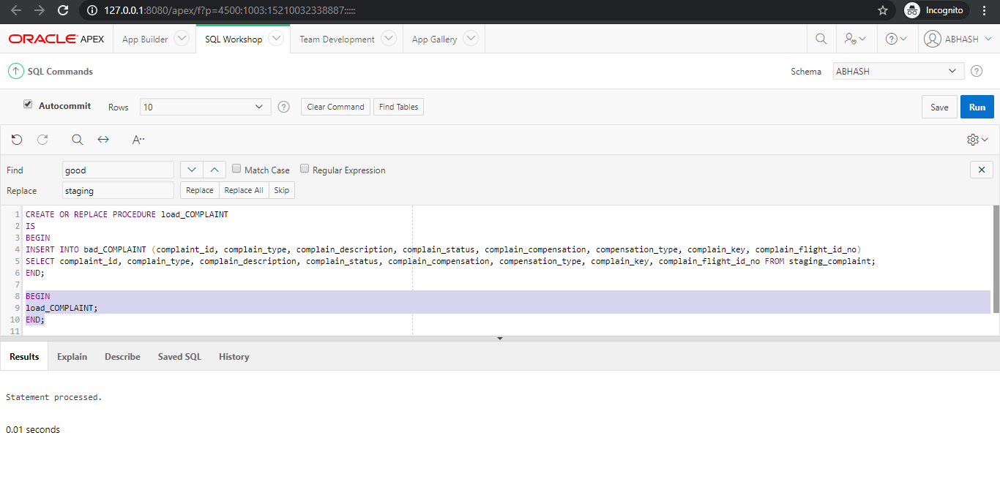 127.0.0.1:8080/apex/f?p=4500:1003:15210032338887:::::
Incognito
ORACLE APEX App Builder SQL Workshop Team Development App Gallery ABHASH
SQL Commands Schema ABHASH
Autocommit Rows 10 Clear Command Find Tables Save Run
A
Find good Match Case Regular Expression
Replace staging Replace Replace All Skip
1 CREATE OR REPLACE PROCEDURE load_COMPLAINT
2 IS
3 BEGIN
4 INSERT INTO bad_COMPLAINT (complaint_id, complain_type, complain_description, complain_status, complain_compensation, compensation_type, complain_key, complain_flight_id_no)
5 SELECT complaint_id, complain_type, complain_description, complain_status, complain_compensation, compensation_type, complain_key, complain_flight_id_no FROM staging_complaint;
6 END;
7
8 BEGIN
9 load_COMPLAINT;
10 END;
11
Results Explain Describe Saved SQL History
Statement processed.
0.01 seconds